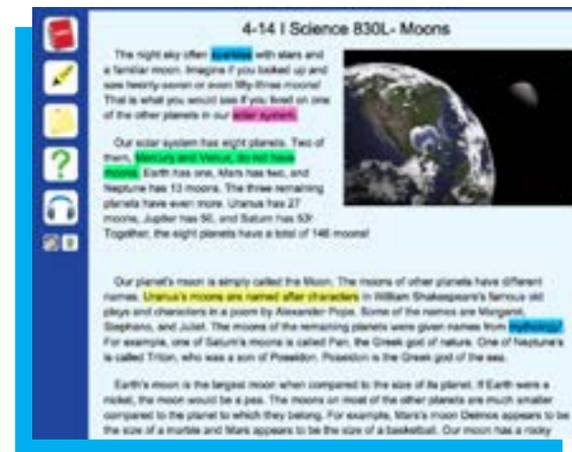 4-14 I Science 830L- Moons
The night sky often sparkles with stars and
a familiar moon. Imagine if you looked up and
saw twenty-seven or even fifty-three moons!
That is what you would see if you lived on one
of the other planets in our solar system.
Our solar system has eight planets. Two of
them, Mercury and Venus, do not have
moons. Earth has one, Mars has two, and
Neptune has 13 moons. The three remaining
planets have even more. Uranus has 27
moons, Jupiter has 50, and Saturn has 53!
Together, the eight planets have a total of 146 moons!
Our planet's moon is simply called the Moon. The moons of other planets have different
names. Uranus's moons are named after characters in William Shakespeare's famous old
plays and characters in a poem by Alexander Pope. Some of the names are Margaret,
Stephano, and Juliet. The moons of the remaining planets were given names from mythology.
For example, one of Saturn's moons is called Pan, the Greek god of nature. One of Neptune's
is called Triton, who was a son of Poseidon. Poseidon is the Greek god of the sea.
Earth's moon is the largest moon when compared to the size of its planet. If Earth were a
nickel, the moon would be a pea. The moons on most of the other planets are much smaller
compared to the planet to which they belong. For example, Mars's moon Deimos appears to be
the size of a marble and Mars appears to be the size of a basketball. Our moon has a rocky